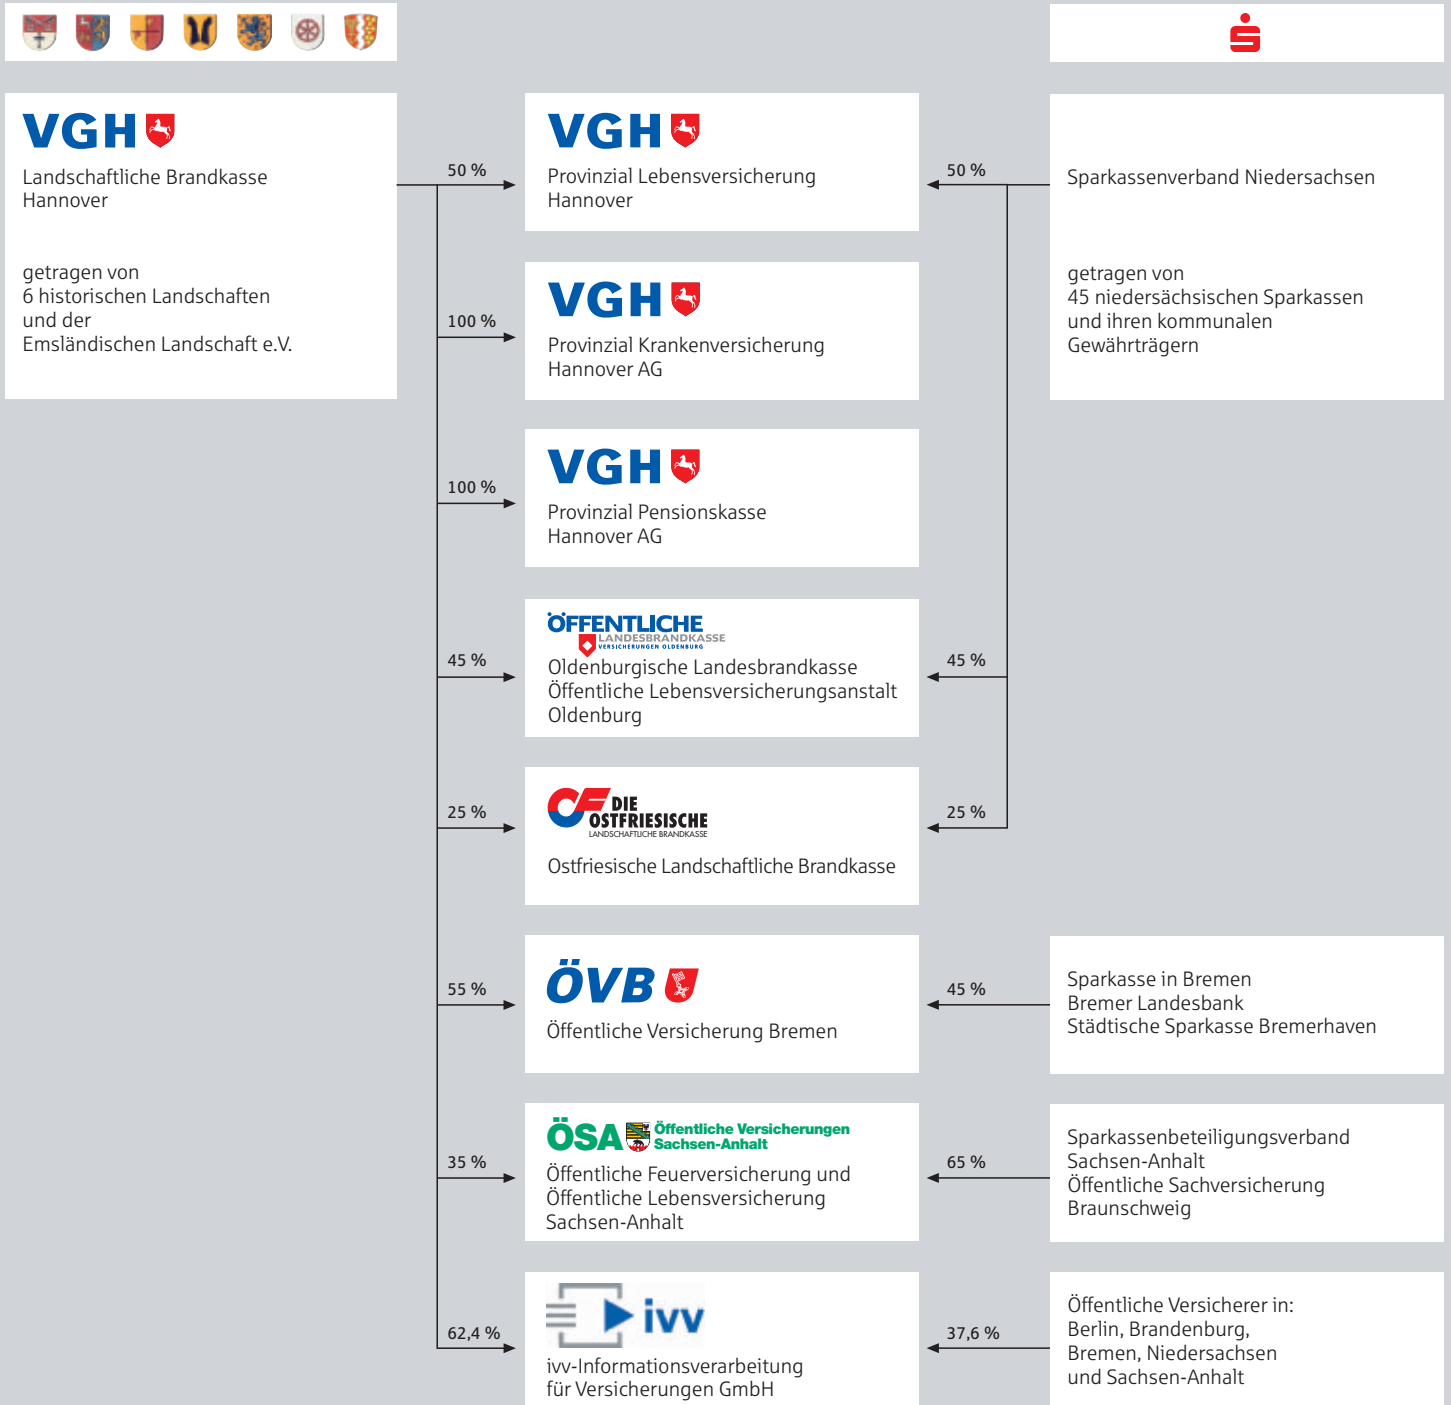 VGH
Landschaftliche Brandkasse
Hannover
getragen von
6 historischen Landschaften
und der
Emsländischen Landschaft e.V.
50 %
VGH
Provinzial Lebensversicherung
Hannover
50 %
Sparkassenverband Niedersachsen
getragen von
45 niedersächsischen Sparkassen
und ihren kommunalen
Gewährträgern
100 %
VGH
Provinzial Krankenversicherung
Hannover AG
100 %
VGH
Provinzial Pensionskasse
Hannover AG
45 %
ÖFFENTLICHE
LANDESBRANDKASSE
VERSICHERUNGEN OLDENBURG
Oldenburgische Landesbrandkasse
Öffentliche Lebensversicherungsanstalt
Oldenburg
45 %
25 %
DIE
OSTFRIESISCHE
LANDSCHAFTLICHE BRANDKASSE
Ostfriesische Landschaftliche Brandkasse
25 %
55 %
ÖVB
Öffentliche Versicherung Bremen
45 %
Sparkasse in Bremen
Bremer Landesbank
Städtische Sparkasse Bremerhaven
35 %
ÖSA Öffentliche Versicherungen
Sachsen-Anhalt
Öffentliche Feuerversicherung und
Öffentliche Lebensversicherung
Sachsen-Anhalt
65 %
Sparkassenbeteiligungsverband
Sachsen-Anhalt
Öffentliche Sachversicherung
Braunschweig
62,4 %
ivv
ivv-Informationsverarbeitung
für Versicherungen GmbH
37,6 %
Öffentliche Versicherer in:
Berlin, Brandenburg,
Bremen, Niedersachsen
und Sachsen-Anhalt